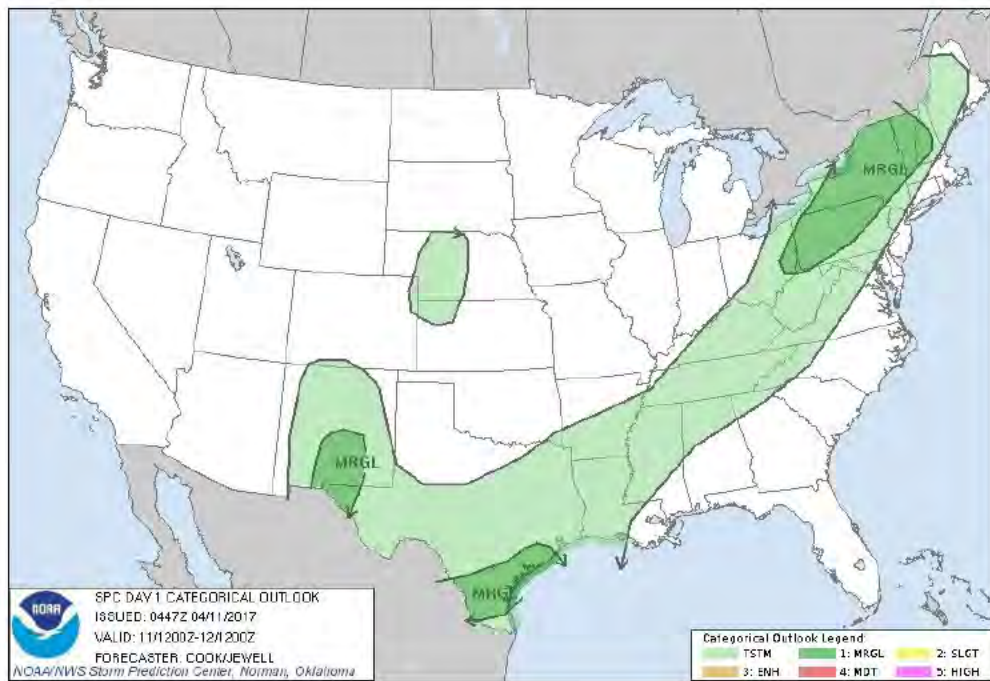 MRGL
MRGL
MRGL
NOAA
SPC DAY 1 CATEGORICAL OUTLOOK
ISSUED: 0447Z 04/11/2017
VALID: 11/1200Z-12/1200Z
FORECASTER: COOK/JEWELL
NOAA/NWS Storm Prediction Center, Norman, Oklahoma
Categorical Outlook Legend:
TSTM 1: MRGL 2: SLGT
3: ENH 4: MDT 5: HIGH